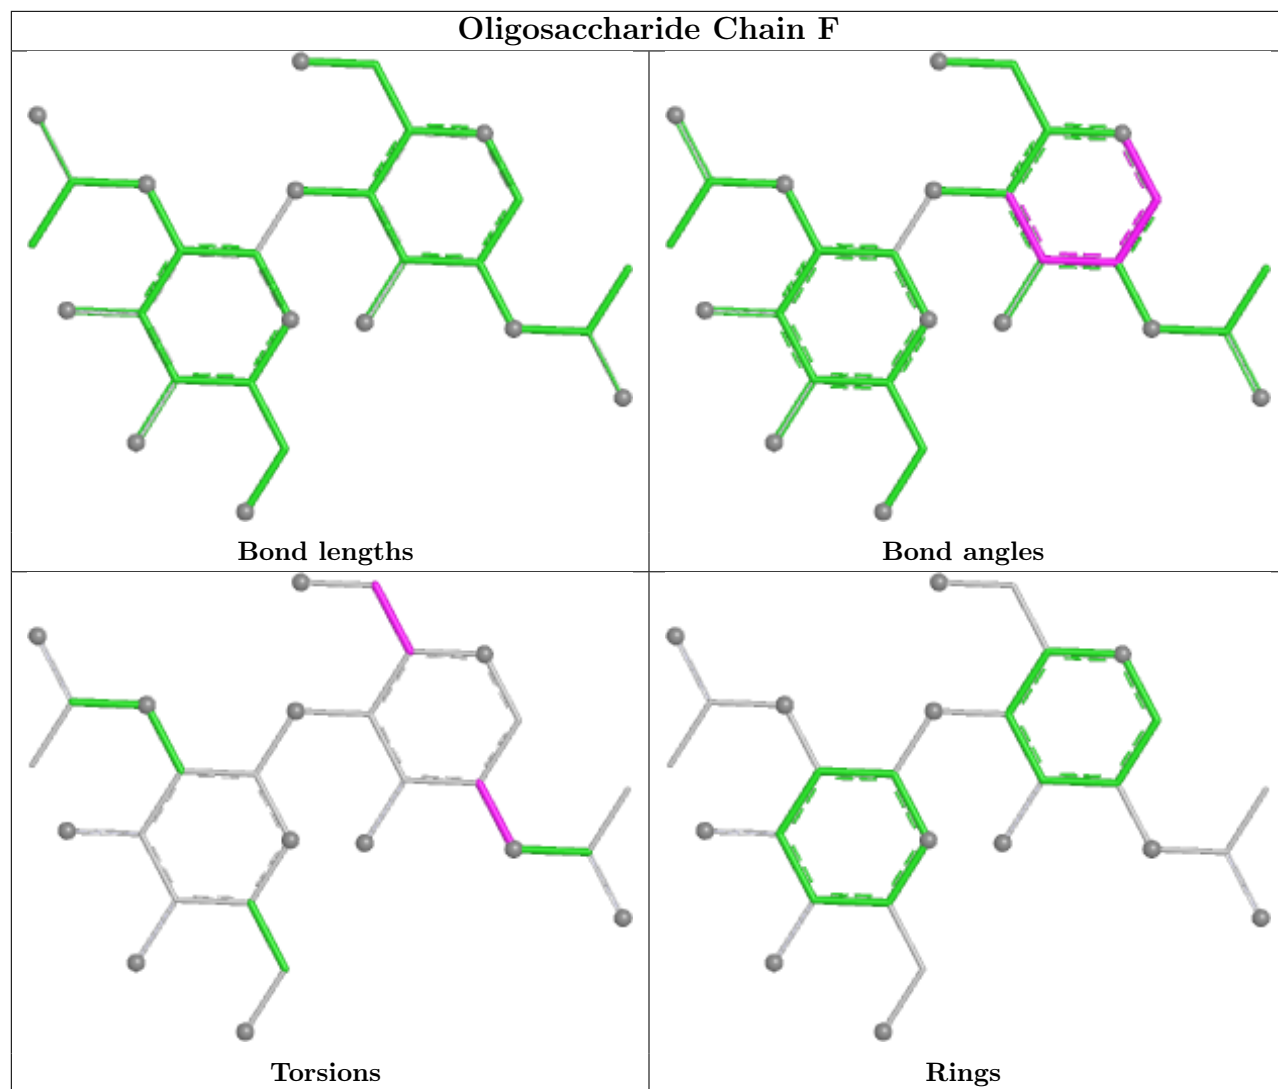 Oligosaccharide Chain F
Bond lengths
Bond angles
Torsions
Rings